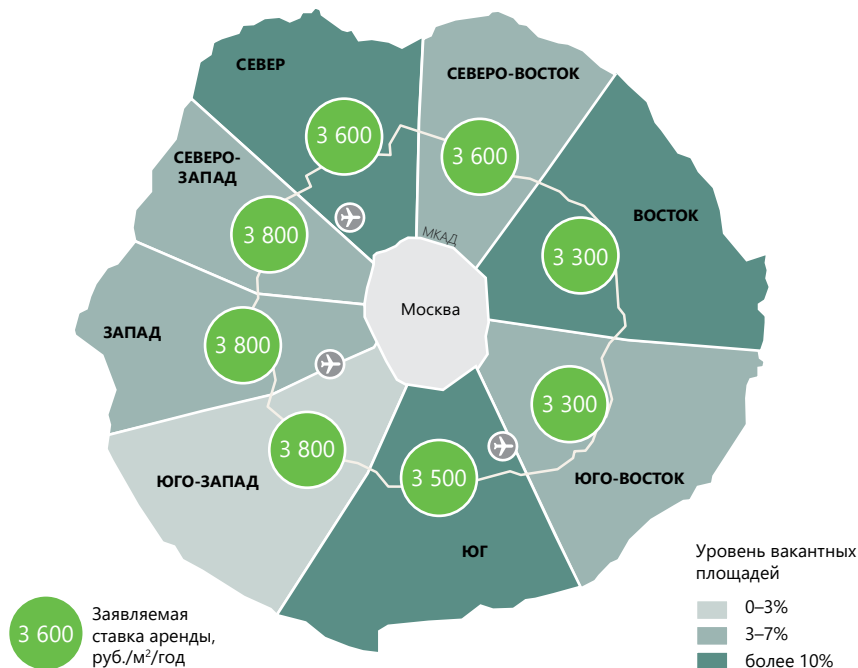 СЕВЕР
СЕВЕРО-ВОСТОК
3 600
3 600
СЕВЕРО-
ЗАПАД
ВОСТОК
3 800
МКАД
3 300
Москва
ЗАПАД
3 800
3 300
3 800
ЮГО-ЗАПАД
3 500
ЮГО-ВОСТОК
ЮГ
Уровень вакантных
площадей
0–3%
3–7%
более 10%
3 600
Заявляемая
ставка аренды,
руб./м²/год